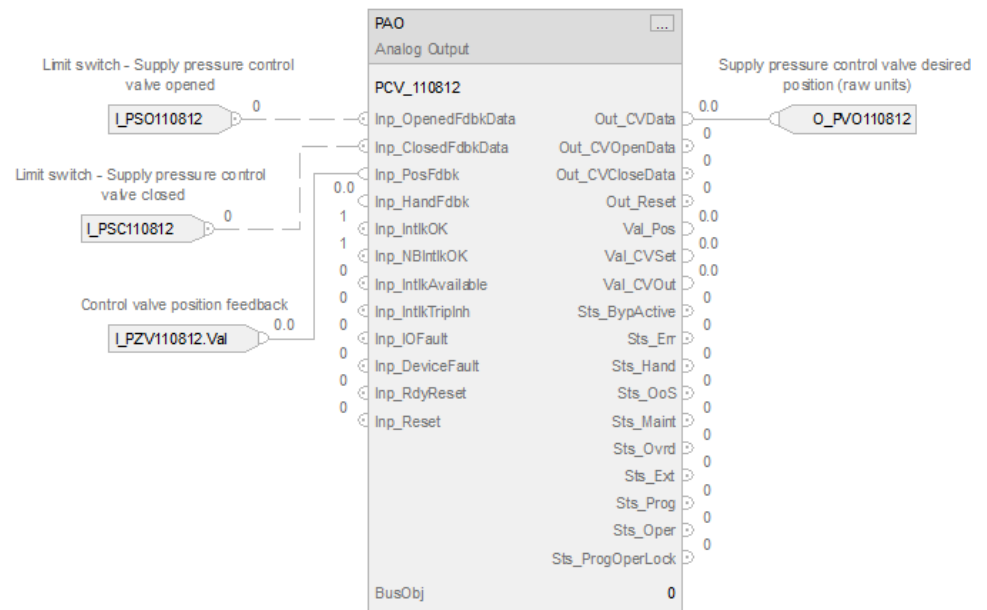 PAO
...
Analog Output
PCV_110812
Limit switch - Supply pressure control
valve opened
I_PSO110812
0
Limit switch - Supply pressure control
valve closed
I_PSC110812
0
Control valve position feedback
I_PZV110812.Val
0.0
Inp_OpenedFdbkData
Inp_ClosedFdbkData
Inp_PosFdbk
0.0
Inp_HandFdbk
1
Inp_IntlkOK
1
Inp_NBIntlkOK
0
Inp_IntlkAvailable
0
Inp_IntlkTripInh
0
Inp_IOFault
0
Inp_DeviceFault
0
Inp_RdyReset
0
Inp_Reset
Out_CVData
0.0
Out_CVOpenData
0
Out_CVCloseData
0
Out_Reset
0
Val_Pos
0.0
Val_CVSet
0.0
Val_CVOut
0.0
Sts_BypActive
0
Sts_Err
0
Sts_Hand
0
Sts_OoS
0
Sts_Maint
0
Sts_Ovrd
0
Sts_Ext
0
Sts_Prog
0
Sts_Oper
0
Sts_ProgOperLock
0
BusObj
0
Supply pressure control valve desired
position (raw units)
O_PVO110812